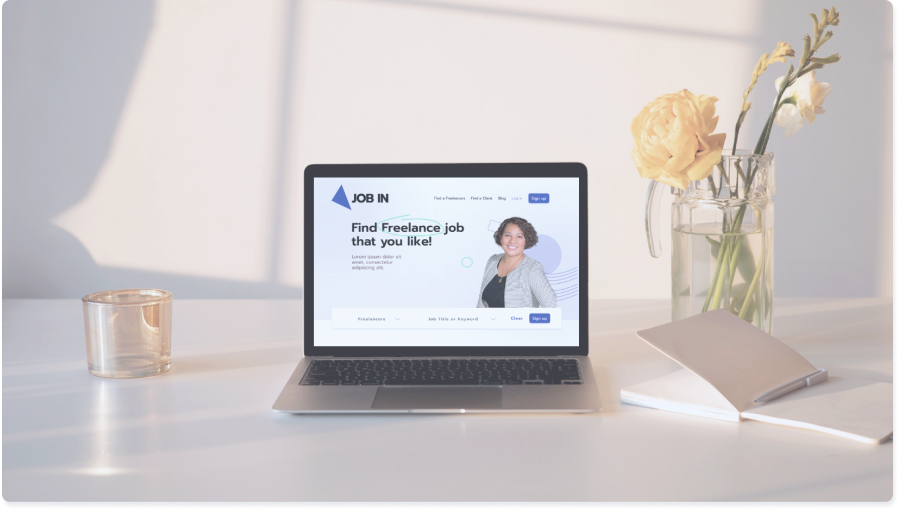 JOB IN
Find a Freelancers Find a Client Blog Log in Sign up
Find Freelance job
that you like!
Lorem ipsum dolor sit
amet, consectetur
adipiscing elit.
Freelancers Job Title or Keyword Clear Sign up